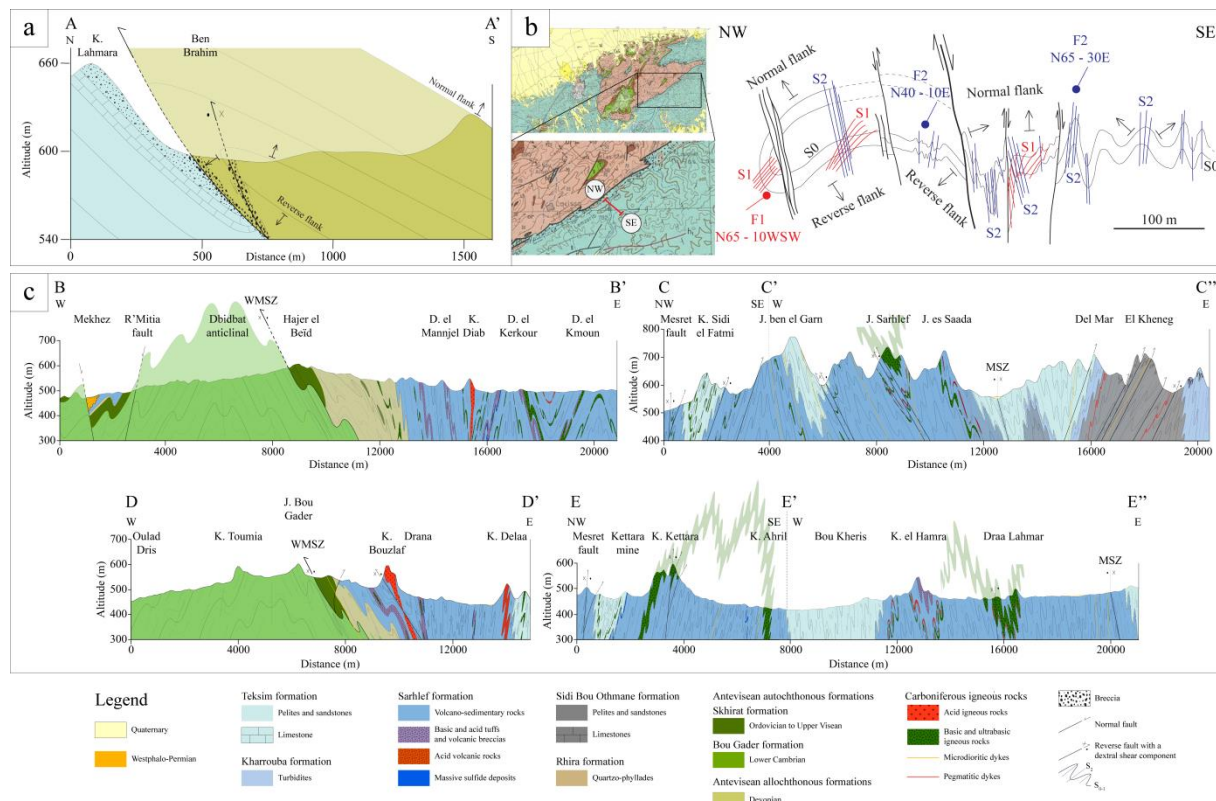 a
A
A'
N
S
K. Lahmara
Ben Brahim
Normal flank
Reverse flank
660
600
540
Altitude (m)
0
500
1000
1500
Distance (m)
b
NW
SE
NW
SE
Normal flank
S2
F2
N40 - 10E
F2
N65 - 30E
Normal flank
S1
S0
S1
F1
N65 - 10WSW
Reverse flank
Reverse flank
S1
S2
S2
S2
S2
S0
100 m
c
B
B'
W
E
Mekhez
R'Mitia fault
Dbidbat anticlinal
WMSZ
Hajer el Beïd
D. el Mannjel
K. Diab
D. el Kerkour
D. el Kmoun
700
600
500
400
300
Altitude (m)
0
4000
8000
12000
16000
20000
Distance (m)
C
C'
C''
NW
SE
W
E
Mesret fault
K. Sidi el Fatmi
J. ben el Garn
J. Sarhlef
J. es Saada
MSZ
Del Mar
El Kheneg
800
700
600
500
400
Altitude (m)
0
4000
8000
12000
16000
20000
Distance (m)
D
D'
W
E
Oulad Dris
K. Toumia
J. Bou Gader
WMSZ
K. Bouzlaf
Drana
K. Delaa
700
600
500
400
300
Altitude (m)
0
4000
8000
12000
Distance (m)
E
E'
E''
NW
SE
W
E
Mesret fault
Kettara mine
K. Kettara
K. Ahril
Bou Kheris
K. el Hamra
Draa Lahmar
MSZ
700
600
500
400
300
Altitude (m)
0
4000
8000
12000
16000
20000
Distance (m)
Legend
Quaternary
Westphalo-Permian
Teksim formation
Pelites and sandstones
Limestone
Kharrouba formation
Turbidites
Sarhlef formation
Volcano-sedimentary rocks
Basic and acid tuffs and volcanic breccias
Acid volcanic rocks
Massive sulfide deposits
Sidi Bou Othmane formation
Pelites and sandstones
Limestones
Rhira formation
Quartzo-phyllades
Antevisean autochthonous formations
Skhirat formation
Ordovician to Upper Visean
Bou Gader formation
Lower Cambrian
Antevisean allochthonous formations
Devonian
Carboniferous igneous rocks
Acid igneous rocks
Basic and ultrabasic igneous rocks
Microdioritic dykes
Pegmatitic dykes
Breccia
Normal fault
Reverse fault with a dextral shear component